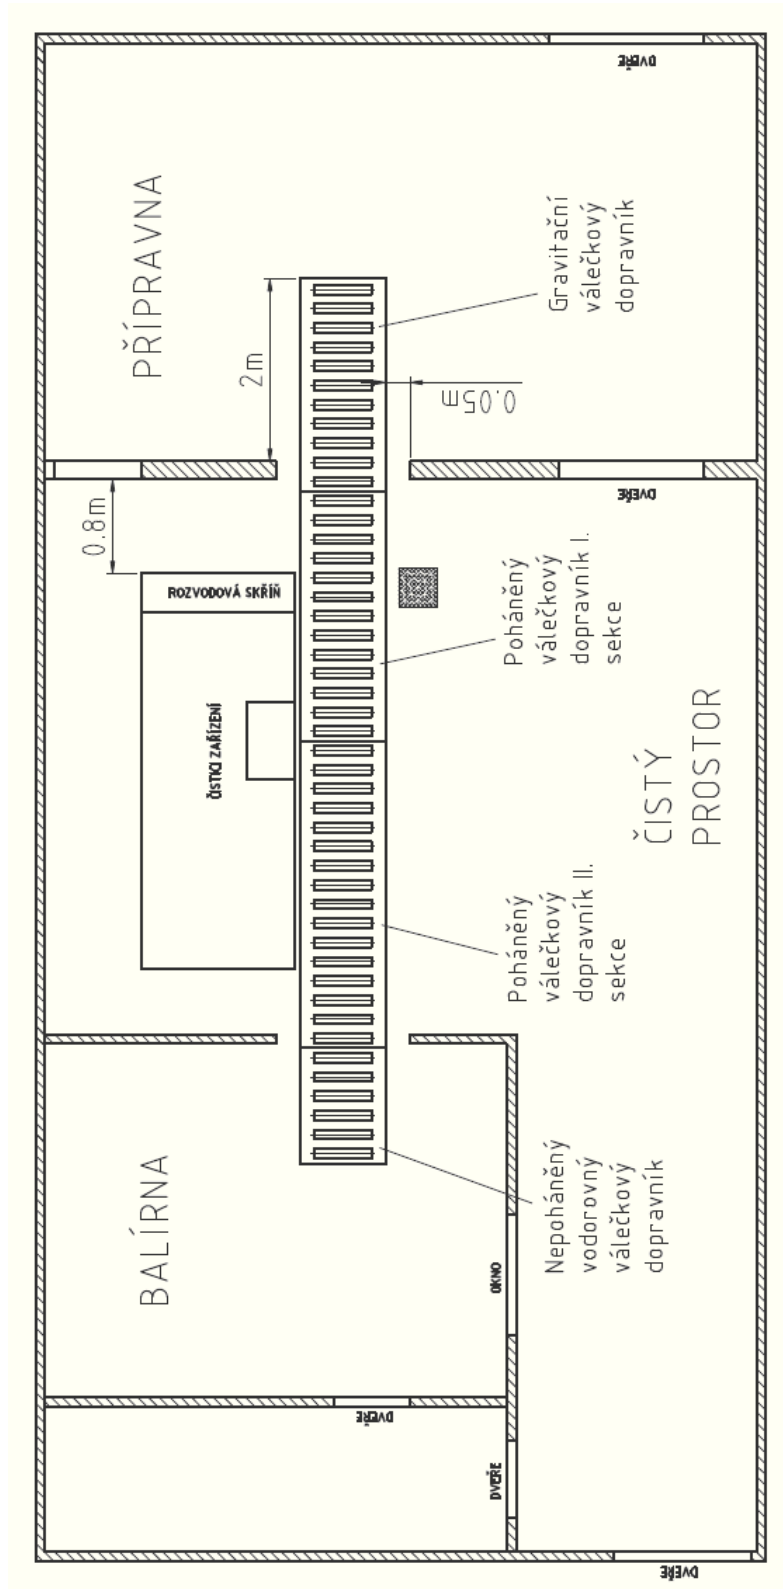 DVEŘE
PŘÍPRAVNA
2m
Gravitační
válečkový
dopravník
0.05m
0.8m
DVEŘE
ROZVODOVÁ SKŘÍŇ
ČISTICI ZAŘÍZENÍ
Poháněný
válečkový
dopravník I.
sekce
ČISTÝ
PROSTOR
Poháněný
válečkový
dopravník II.
sekce
BALÍRNA
Nepoháněný
vodorovný
válečkový
dopravník
OKNO
DVEŘE
DVEŘE
DVEŘE